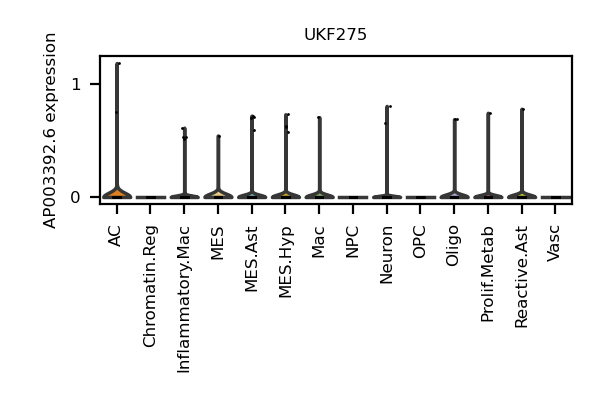 UKF275
AP003392.6 expression
1
0
AC
Chromatin.Reg
Inflammatory.Mac
MES
MES.Ast
MES.Hyp
Mac
NPC
Neuron
OPC
Oligo
Prolif.Metab
Reactive.Ast
Vasc